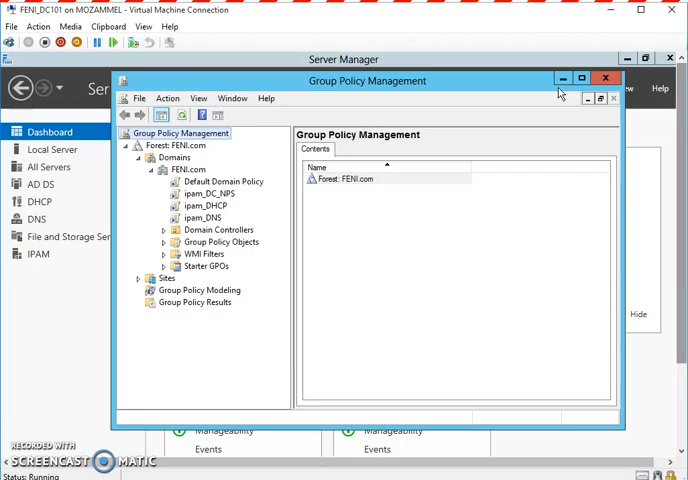 FENI_DC101 on MOZAMMEL - Virtual Machine Connection
File Action Media Clipboard View Help
Server Manager
Group Policy Management
Ser
ew Help
File Action View Window Help
Dashboard
Local Server
All Servers
AD DS
DHCP
DNS
File and Storage Ser
IPAM
Group Policy Management
Forest: FENI.com
Domains
FENI.com
Default Domain Policy
ipam_DC_NPS
ipam_DHCP
ipam_DNS
Domain Controllers
Group Policy Objects
WMI Filters
Starter GPOs
Sites
Group Policy Modeling
Group Policy Results
Group Policy Management
Contents
Name
Forest: FENI.com
Hide
Manageability Manageability
Events Events
RECORDED WITH
SCREENCAST MATIC
Status: Running